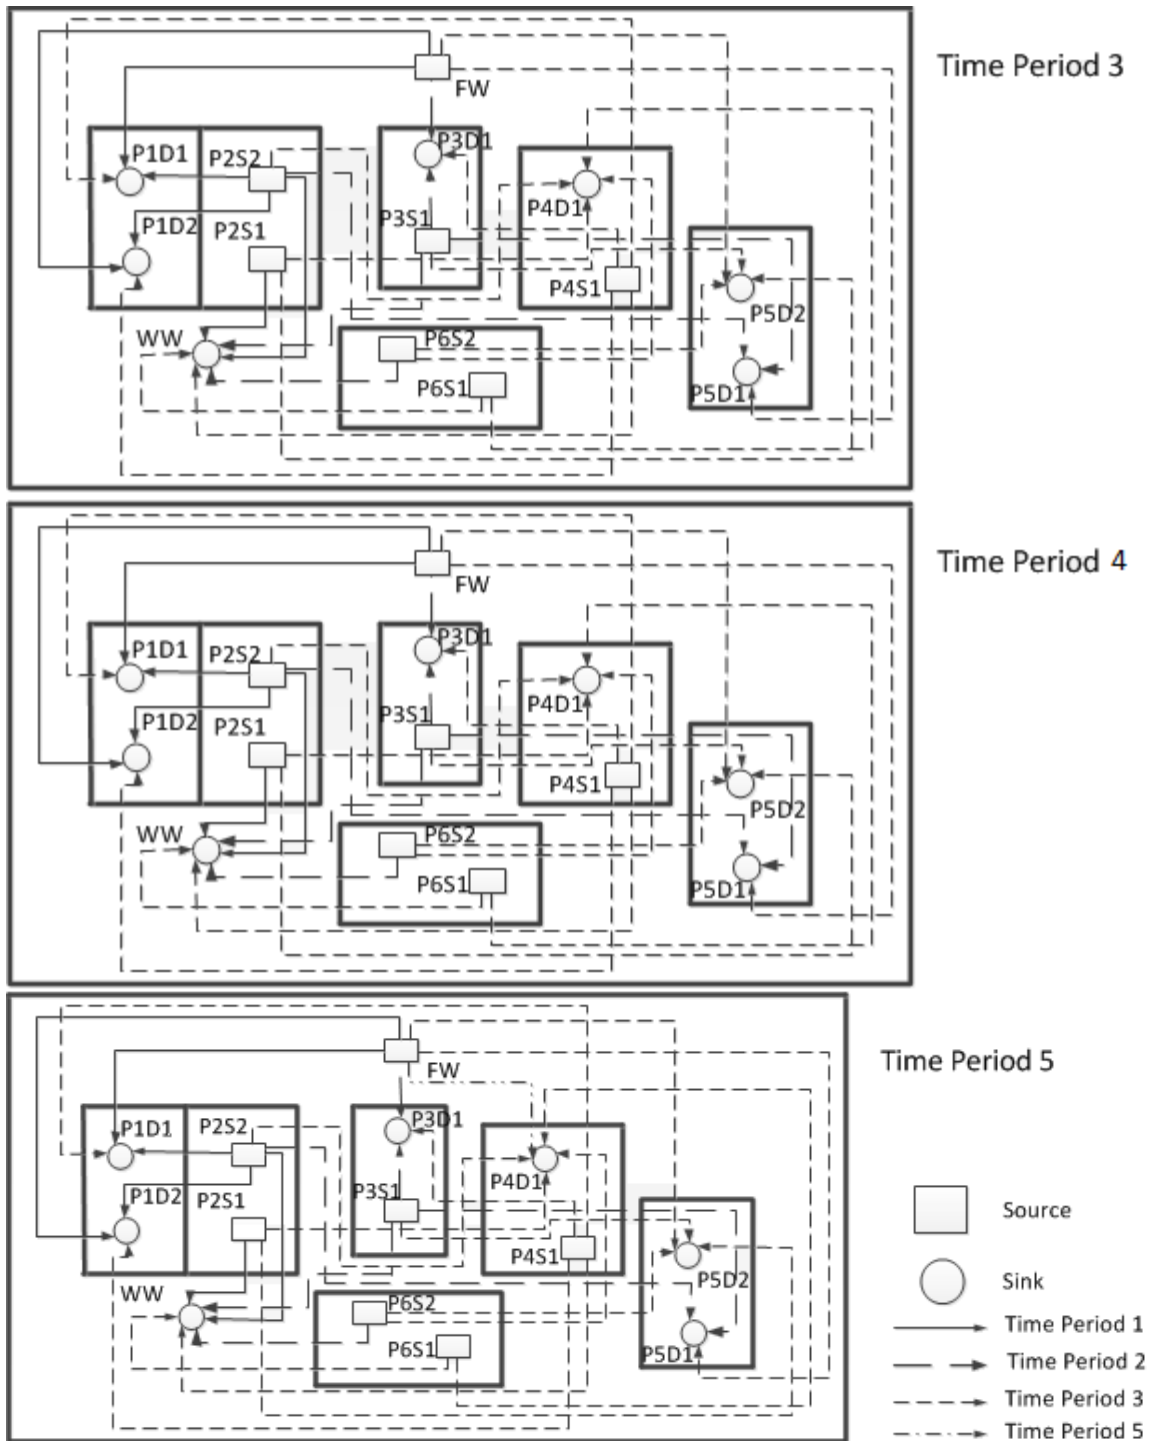 Time Period 3
FW
P1D1
P2S2
P3D1
P4D1
P1D2
P2S1
P3S1
P4S1
P5D2
WW
P6S2
P6S1
P5D1
Time Period 4
FW
P1D1
P2S2
P3D1
P4D1
P1D2
P2S1
P3S1
P4S1
P5D2
WW
P6S2
P6S1
P5D1
Time Period 5
FW
P1D1
P2S2
P3D1
P4D1
P1D2
P2S1
P3S1
P4S1
P5D2
WW
P6S2
P6S1
P5D1
Source
Sink
Time Period 1
Time Period 2
Time Period 3
Time Period 5